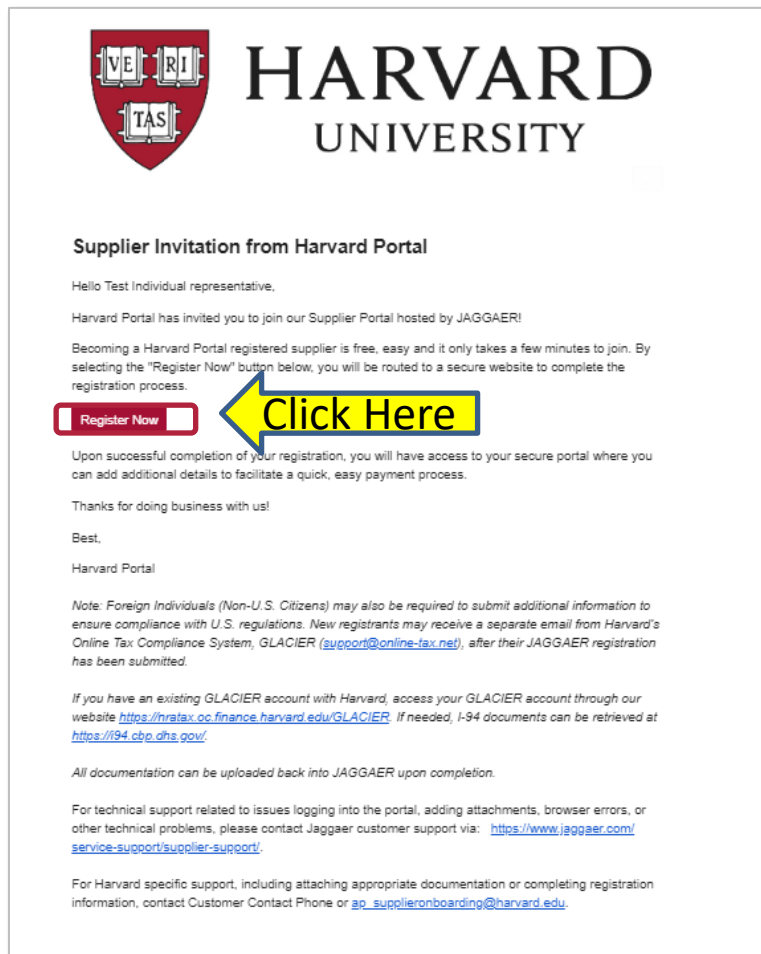 VE RI
TAS
HARVARD
UNIVERSITY
Supplier Invitation from Harvard Portal
Hello Test Individual representative,
Harvard Portal has invited you to join our Supplier Portal hosted by JAGGAER!
Becoming a Harvard Portal registered supplier is free, easy and it only takes a few minutes to join. By
selecting the "Register Now" button below, you will be routed to a secure website to complete the
registration process.
Register Now
Click Here
Upon successful completion of your registration, you will have access to your secure portal where you
can add additional details to facilitate a quick, easy payment process.
Thanks for doing business with us!
Best,
Harvard Portal
Note: Foreign Individuals (Non-U.S. Citizens) may also be required to submit additional information to
ensure compliance with U.S. regulations. New registrants may receive a separate email from Harvard's
Online Tax Compliance System, GLACIER (support@online-tax.net), after their JAGGAER registration
has been submitted.
If you have an existing GLACIER account with Harvard, access your GLACIER account through our
website https://nratax.oc.finance.harvard.edu/GLACIER. If needed, I-94 documents can be retrieved at
https://i94.cbp.dhs.gov/.
All documentation can be uploaded back into JAGGAER upon completion.
For technical support related to issues logging into the portal, adding attachments, browser errors, or
other technical problems, please contact Jaggaer customer support via: https://www.jaggaer.com/
service-support/supplier-support/.
For Harvard specific support, including attaching appropriate documentation or completing registration
information, contact Customer Contact Phone or ap_supplieronboarding@harvard.edu.